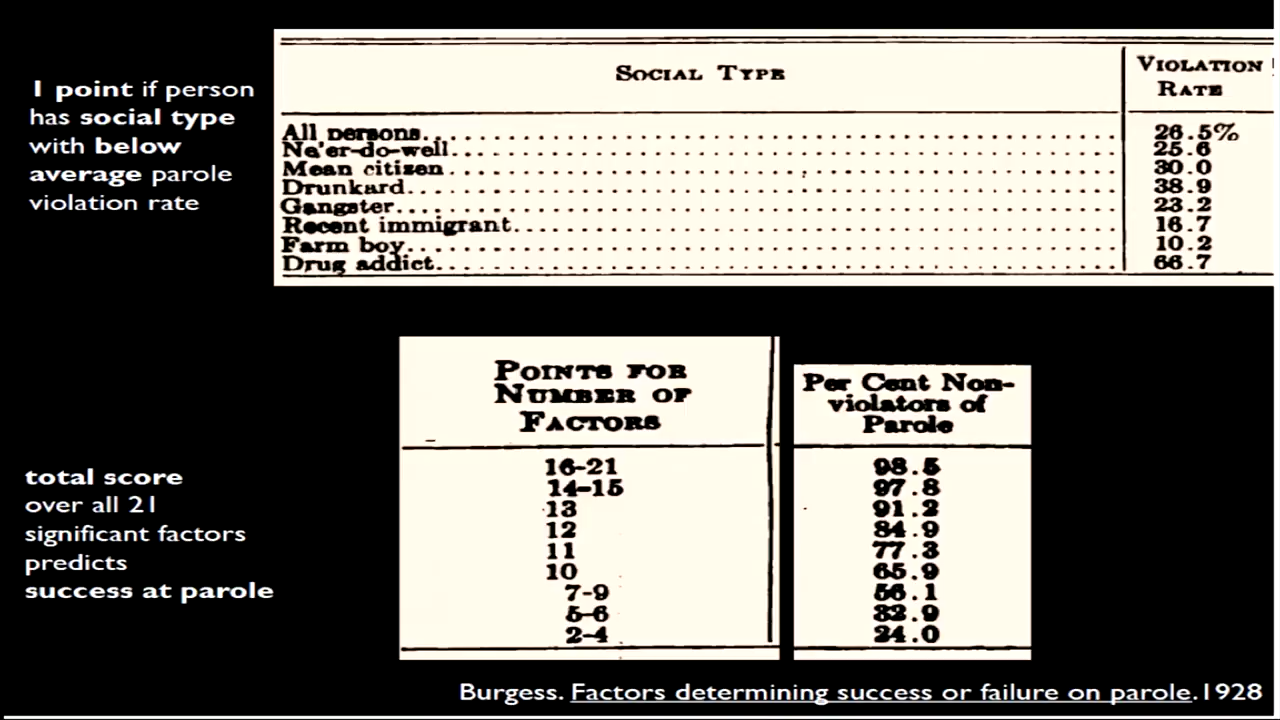 1 point if person
has social type
with below
average parole
violation rate
SOCIAL TYPE
VIOLATION
RATE
All persons 26.5%
Ne'er-do-well 25.6
Mean citizen 30.0
Drunkard 38.9
Gangster 23.2
Recent immigrant 16.7
Farm boy 10.2
Drug addict 66.7
total score
over all 21
significant factors
predicts
success at parole
POINTS FOR
NUMBER OF
FACTORS
Per Cent Non-
violators of
Parole
16-21 98.5
14-15 97.8
13 91.2
12 84.9
11 77.3
10 65.9
7-9 56.1
5-6 32.9
2-4 24.0
Burgess. Factors determining success or failure on parole.1928